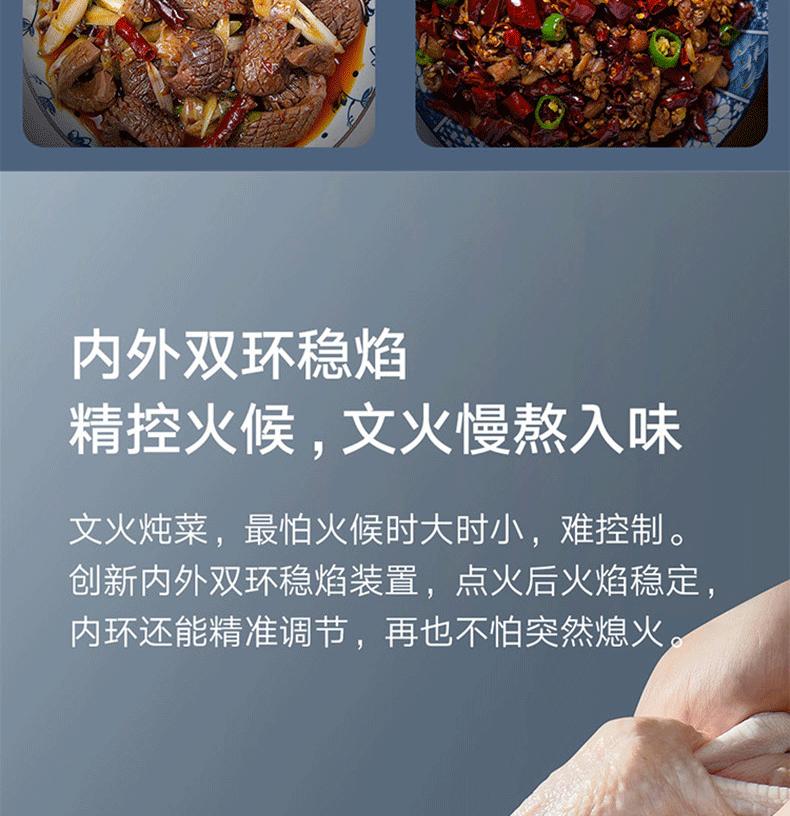 内外双环稳焰
精控火候，文火慢熬入味
文火炖菜，最怕火候时大时小，难控制。
创新内外双环稳焰装置，点火后火焰稳定，
内环还能精准调节，再也不怕突然熄火。